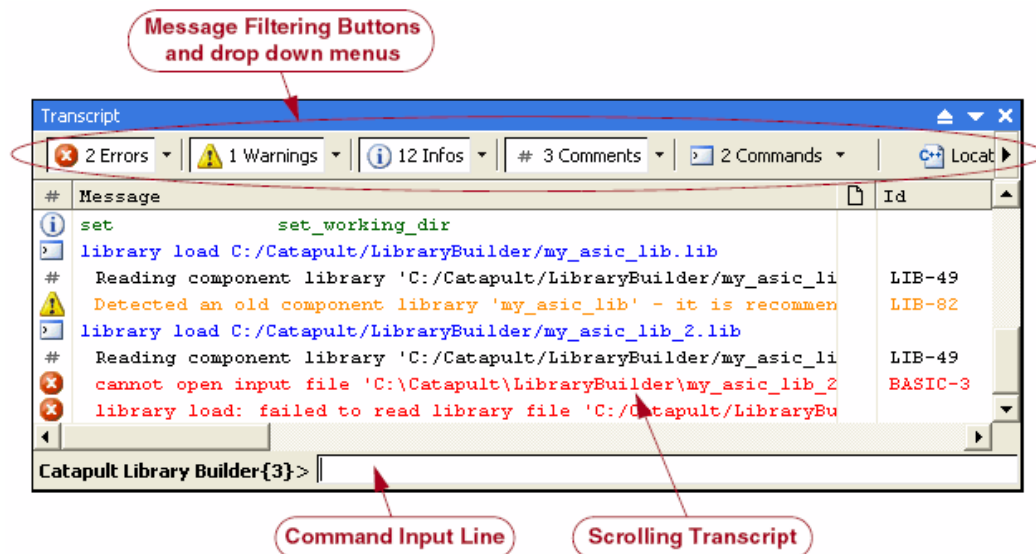 Message Filtering Buttons
and drop down menus
Transcript
2 Errors
1 Warnings
12 Infos
# 3 Comments
2 Commands
C++ Locat
# Message Id
set set_working_dir
library load C:/Catapult/LibraryBuilder/my_asic_lib.lib
# Reading component library 'C:/Catapult/LibraryBuilder/my_asic_li LIB-49
Detected an old component library 'my_asic_lib' - it is recommen LIB-82
library load C:/Catapult/LibraryBuilder/my_asic_lib_2.lib
# Reading component library 'C:/Catapult/LibraryBuilder/my_asic_li LIB-49
cannot open input file 'C:\Catapult\LibraryBuilder\my_asic_lib_2 BASIC-3
library load: failed to read library file 'C:/Catapult/LibraryBu
Catapult Library Builder{3}>
Command Input Line
Scrolling Transcript